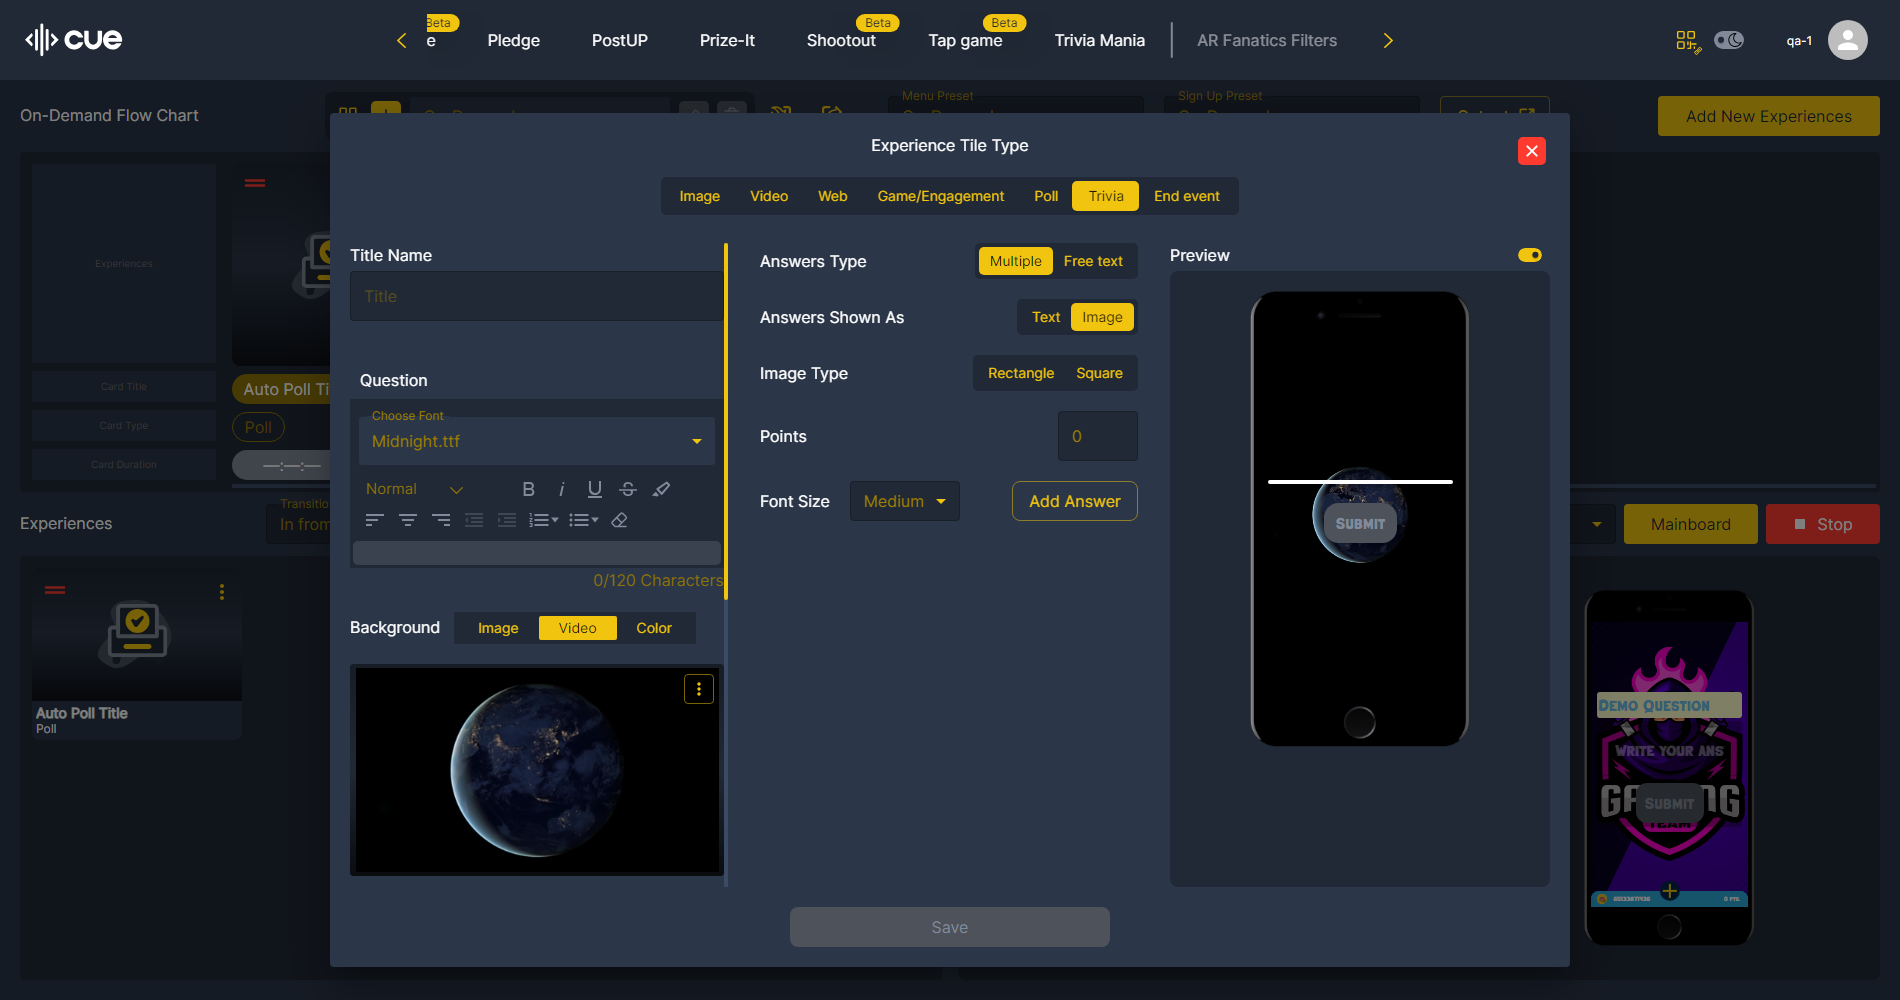 cue
Beta
e
Pledge
PostUP
Prize-It
Beta
Shootout
Beta
Tap game
Trivia Mania
AR Fanatics Filters
qa-1
On-Demand Flow Chart
Menu Preset
Sign Up Preset
Add New Experiences
Experience Tile Type
Image
Video
Web
Game/Engagement
Poll
Trivia
End event
Experiences
Card Title
Card Type
Card Duration
Auto Poll Ti
Poll
—:—:—
Title Name
Title
Question
Choose Font
Midnight.ttf
Normal
B
i
U
S
0/120 Characters
Background
Image
Video
Color
Answers Type
Multiple
Free text
Answers Shown As
Text
Image
Image Type
Rectangle
Square
Points
0
Font Size
Medium
Add Answer
Preview
Submit
Save
Experiences
Transitio
In from
Mainboard
Stop
Auto Poll Title
Poll
Demo Question
Write your ans
Submit
TEAM
0 PTS.